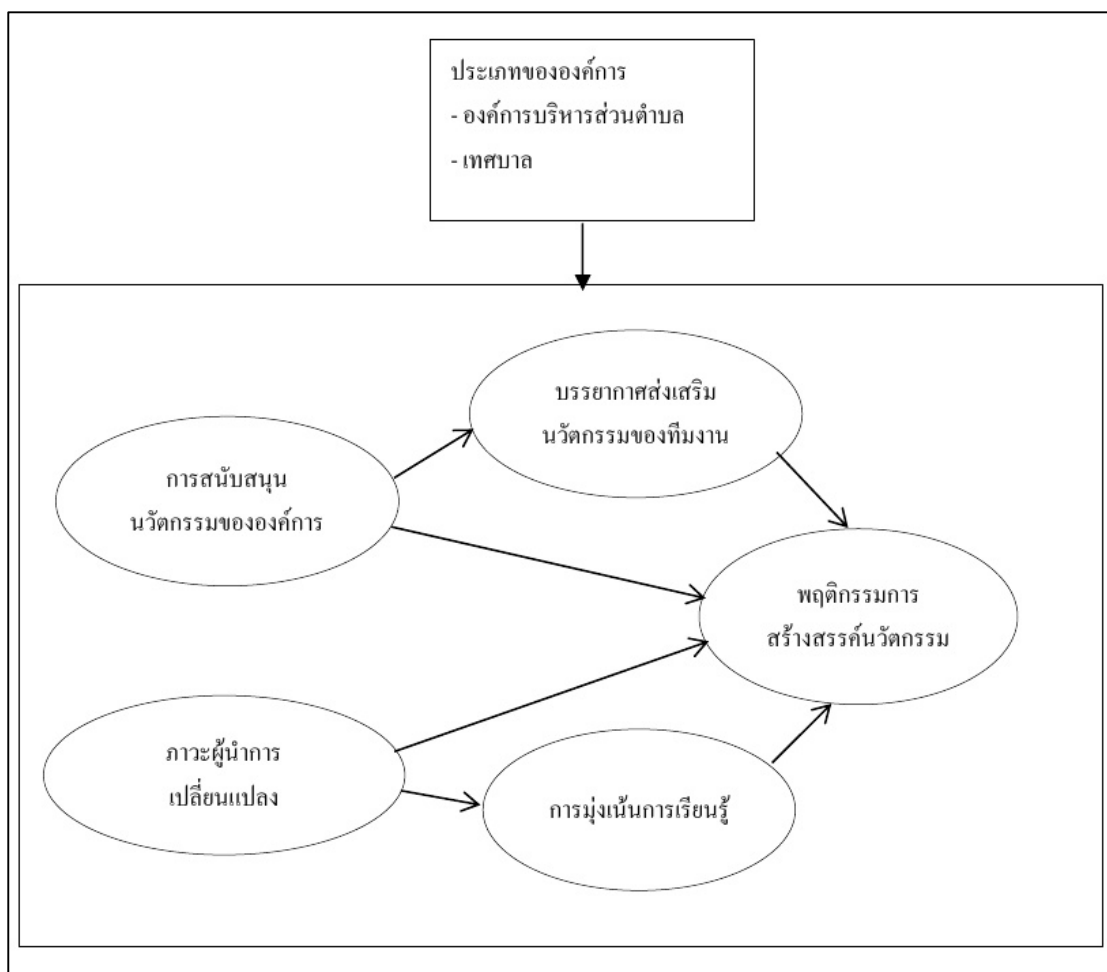 ประเภทขององค์การ
- องค์การบริหารส่วนตำบล
- เทศบาล
บรรยากาศส่งเสริม
นวัตกรรมของทีมงาน
การสนับสนุน
นวัตกรรมขององค์การ
พฤติกรรมการ
สร้างสรรค์นวัตกรรม
ภาวะผู้นำการ
เปลี่ยนแปลง
การมุ่งเน้นการเรียนรู้